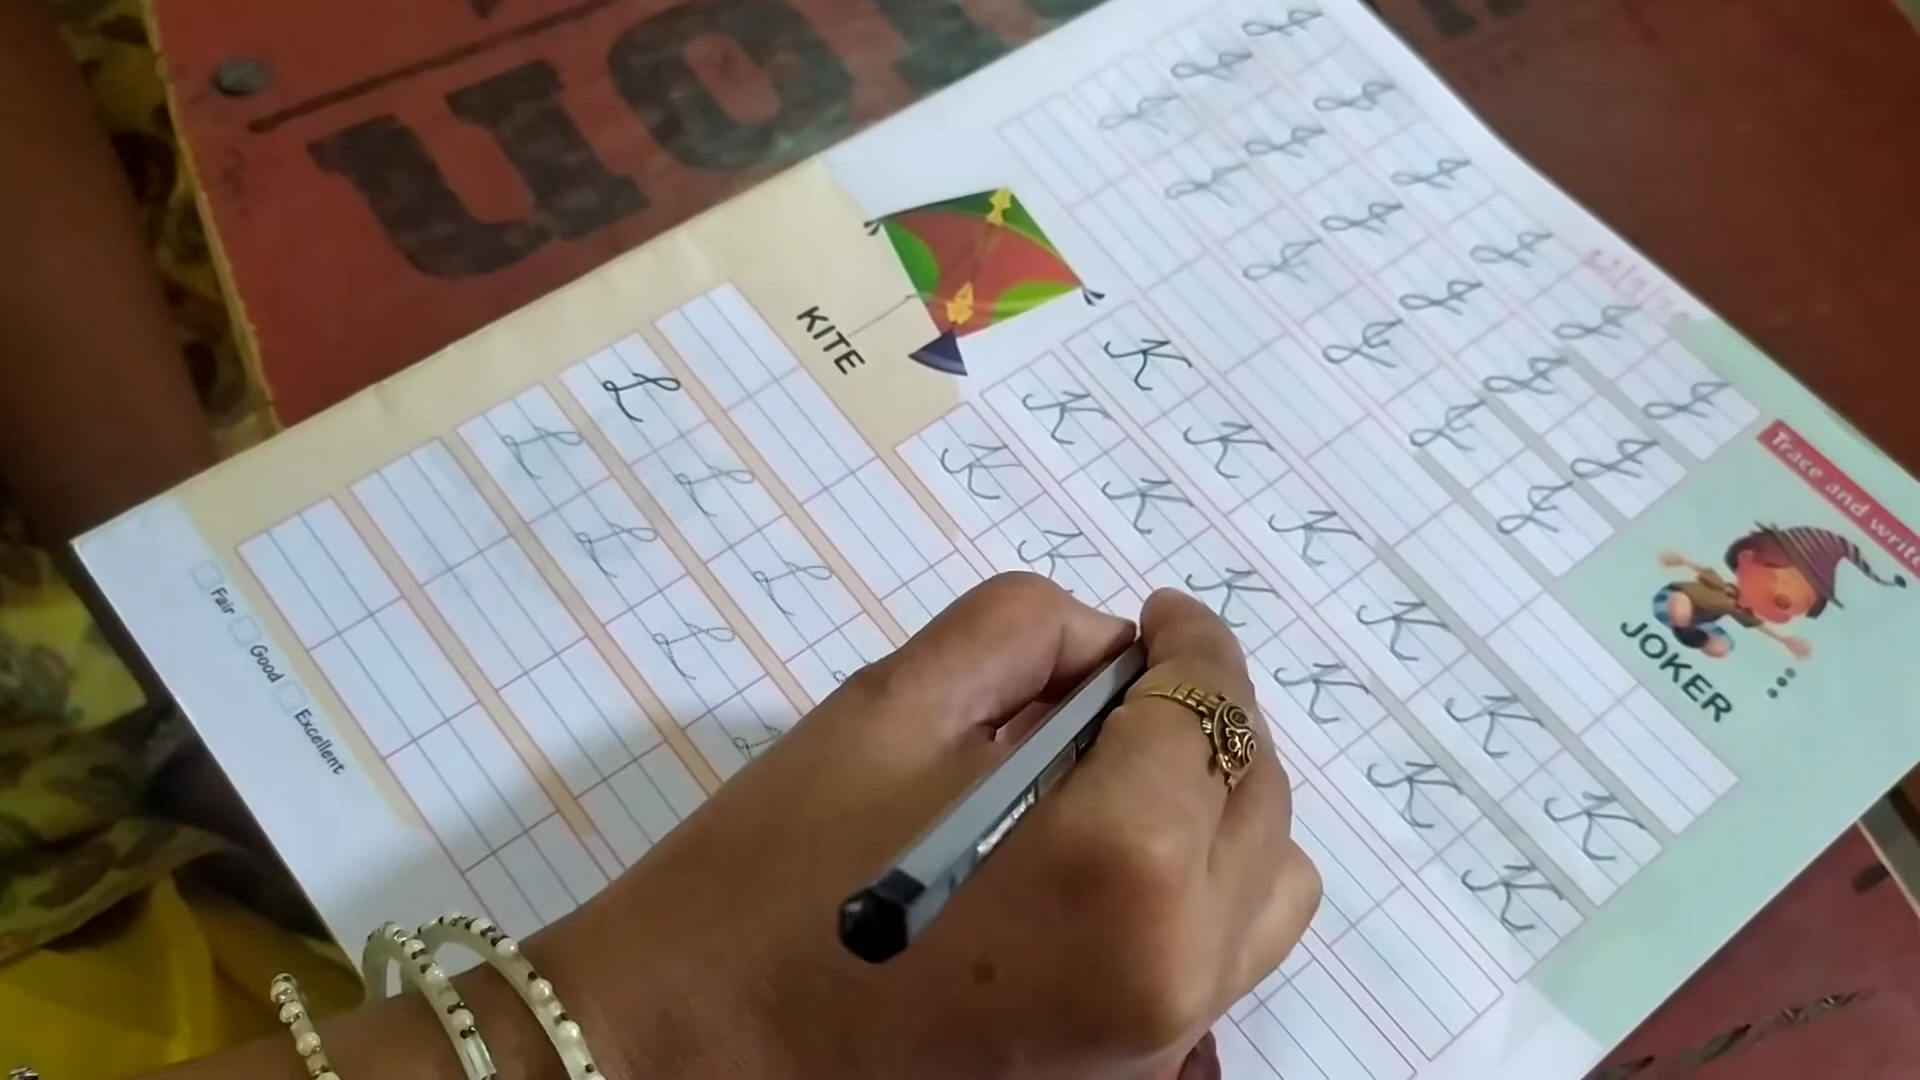 Trace and write ...
J J J J J J
J J J J J J
J J J J J J
JOKER
KITE
K K K K K K
K K K K K K
K K
L L L
L L L
Fair Good Excellent